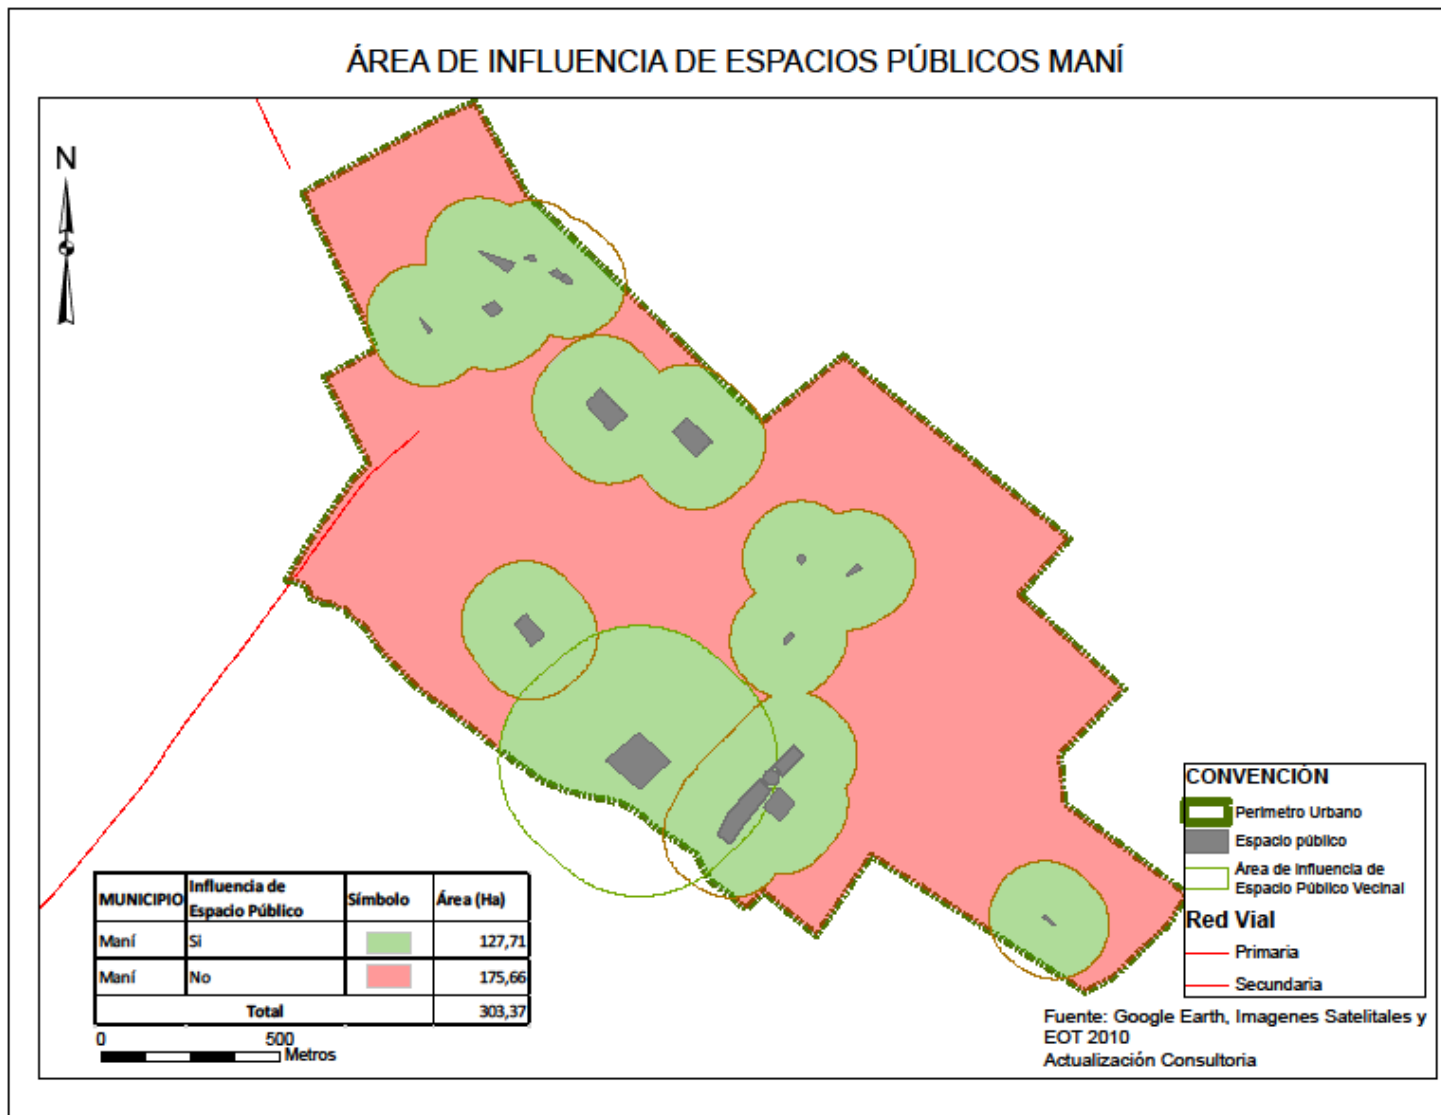 ÁREA DE INFLUENCIA DE ESPACIOS PÚBLICOS MANÍ
N
CONVENCIÓN
Perimetro Urbano
Espacio público
Área de Influencia de
Espacio Público Vecinal
Red Vial
Primaria
Secundaria
MUNICIPIO Influencia de Espacio Público Símbolo Área (Ha)
Maní Si 127,71
Maní No 175,66
Total 303,37
0 500
Metros
Fuente: Google Earth, Imagenes Satelitales y
EOT 2010
Actualización Consultoria